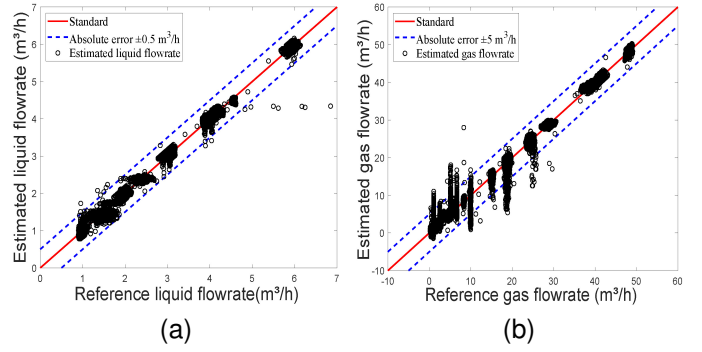 Standard
Absolute error ±0.5 m³/h
Estimated liquid flowrate
Estimated liquid flowrate (m³/h)
7
6
5
4
3
2
1
0
0 1 2 3 4 5 6 7
Reference liquid flowrate(m³/h)
(a)
Standard
Absolute error ±5 m³/h
Estimated gas flowrate
Estimated gas flowrate (m³/h)
60
50
40
30
20
10
0
-10
-10 0 10 20 30 40 50 60
Reference gas flowrate (m³/h)
(b)